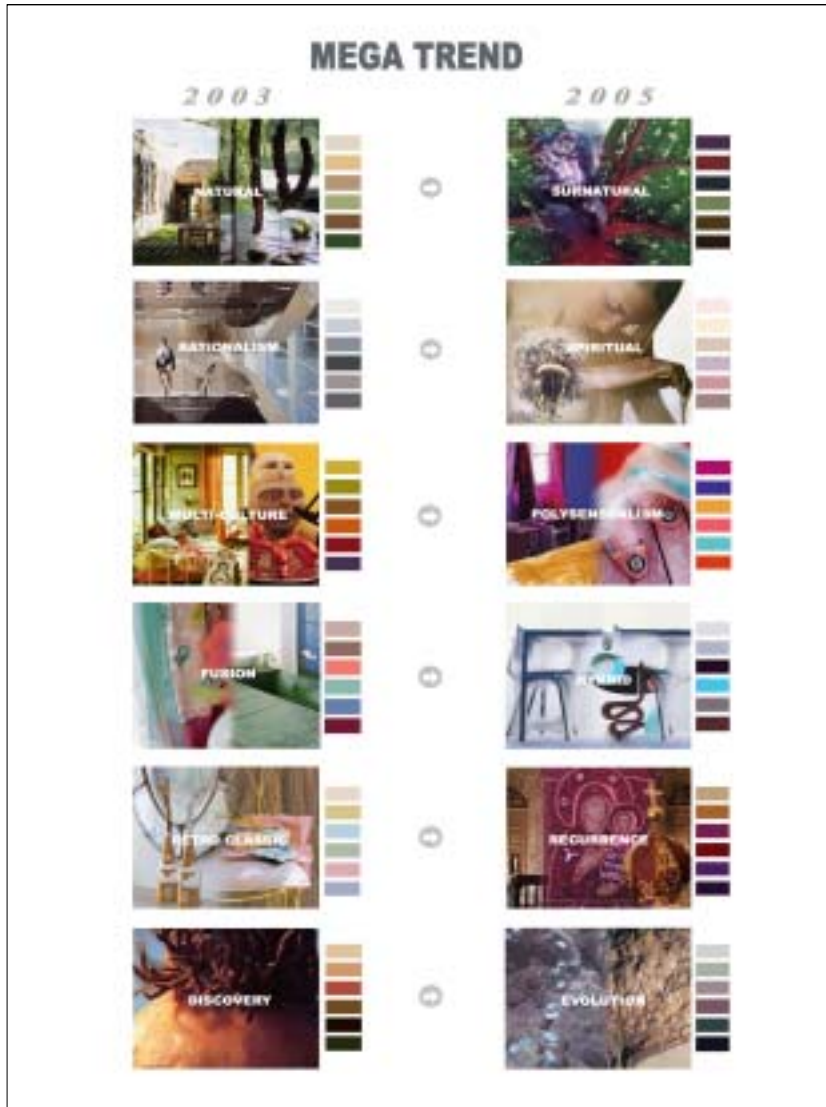 MEGA TREND
2003 2005
NATURAL SURNATURAL
RATIONALISM SPIRITUAL
MULTI-CULTURE POLYSENSUALISM
FUSION HYBRID
RETRO CLASSIC RECURRENCE
DISCOVERY EVOLUTION